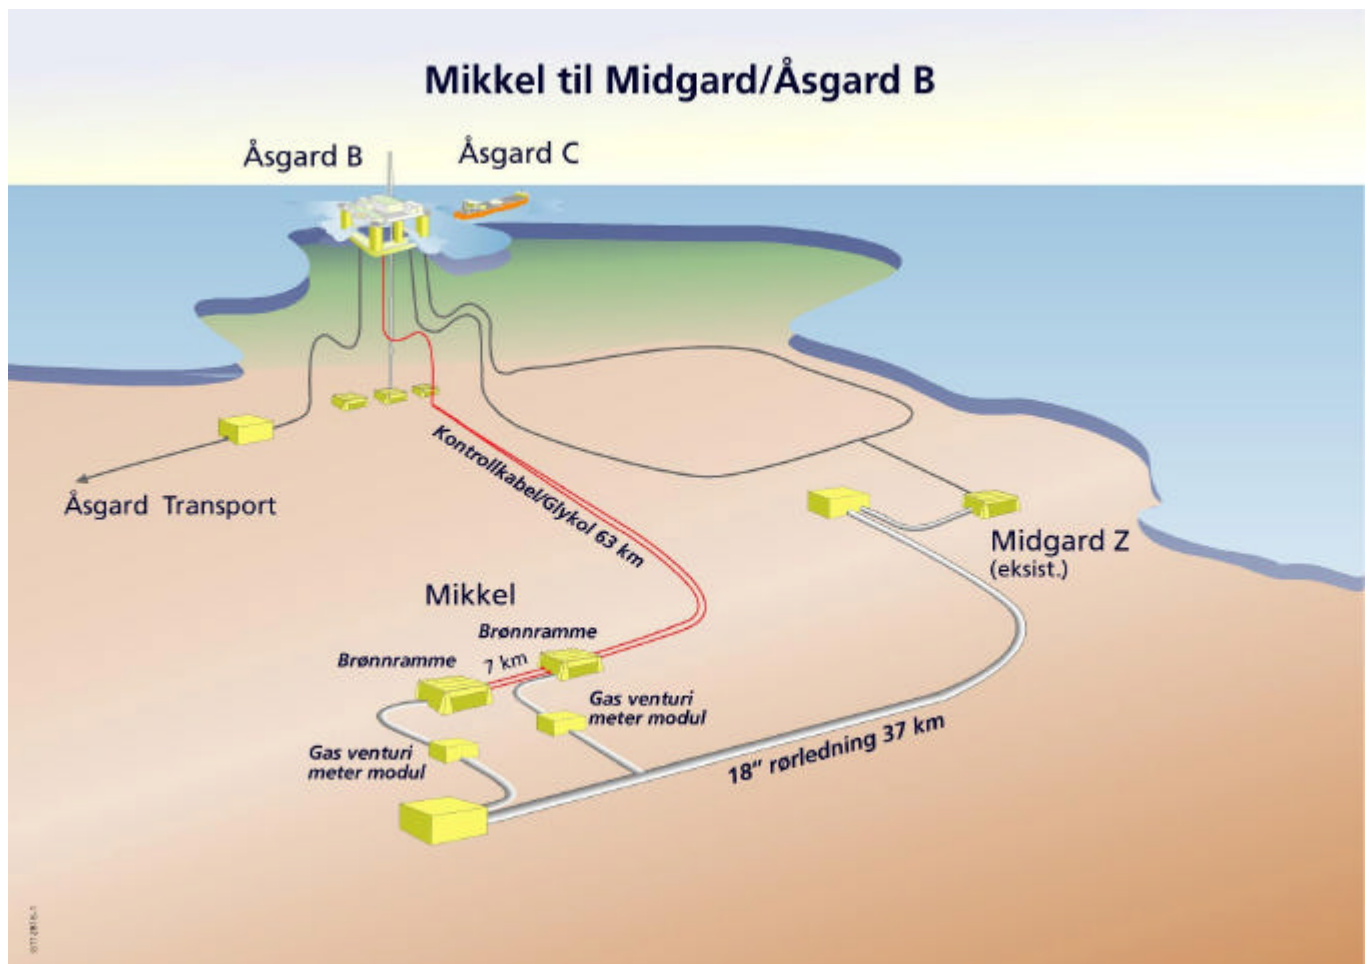 Mikkel til Midgard/Åsgard B
Åsgard B
Åsgard C
Åsgard Transport
Kontrollkabel/Glykol 63 km
Midgard Z
(eksist.)
Mikkel
Brønnramme
Brønnramme
7 km
Gas venturi
meter modul
Gas venturi
meter modul
18” rørledning 37 km